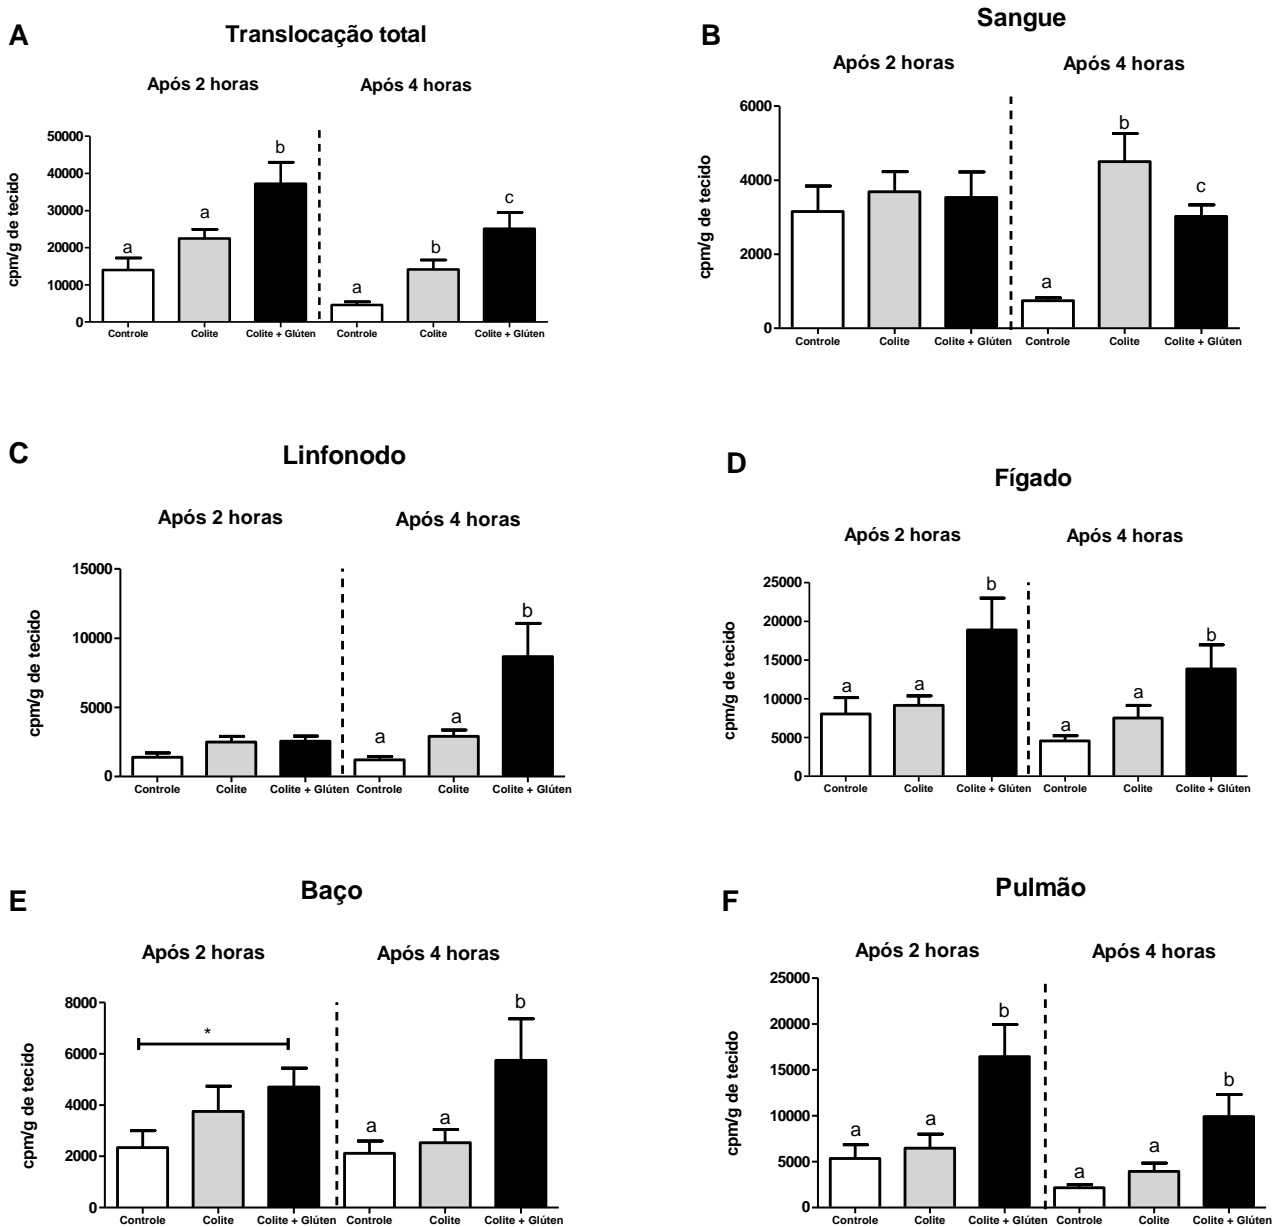 A
Translocação total
Após 2 horas
Após 4 horas
cpm/g de tecido
50000
40000
30000
20000
10000
0
a
a
b
a
b
c
Controle
Colite
Colite + Glúten
Controle
Colite
Colite + Glúten
B
Sangue
Após 2 horas
Após 4 horas
cpm/g de tecido
6000
4000
2000
0
a
b
c
Controle
Colite
Colite + Glúten
Controle
Colite
Colite + Glúten
C
Linfonodo
Após 2 horas
Após 4 horas
cpm/g de tecido
15000
10000
5000
0
a
a
b
Controle
Colite
Colite + Glúten
Controle
Colite
Colite + Glúten
D
Fígado
Após 2 horas
Após 4 horas
cpm/g de tecido
25000
20000
15000
10000
5000
0
a
a
b
a
a
b
Controle
Colite
Colite + Glúten
Controle
Colite
Colite + Glúten
E
Baço
Após 2 horas
Após 4 horas
cpm/g de tecido
8000
6000
4000
2000
0
*
a
a
b
Controle
Colite
Colite + Glúten
Controle
Colite
Colite + Glúten
F
Pulmão
Após 2 horas
Após 4 horas
cpm/g de tecido
25000
20000
15000
10000
5000
0
a
a
b
a
a
b
Controle
Colite
Colite + Glúten
Controle
Colite
Colite + Glúten